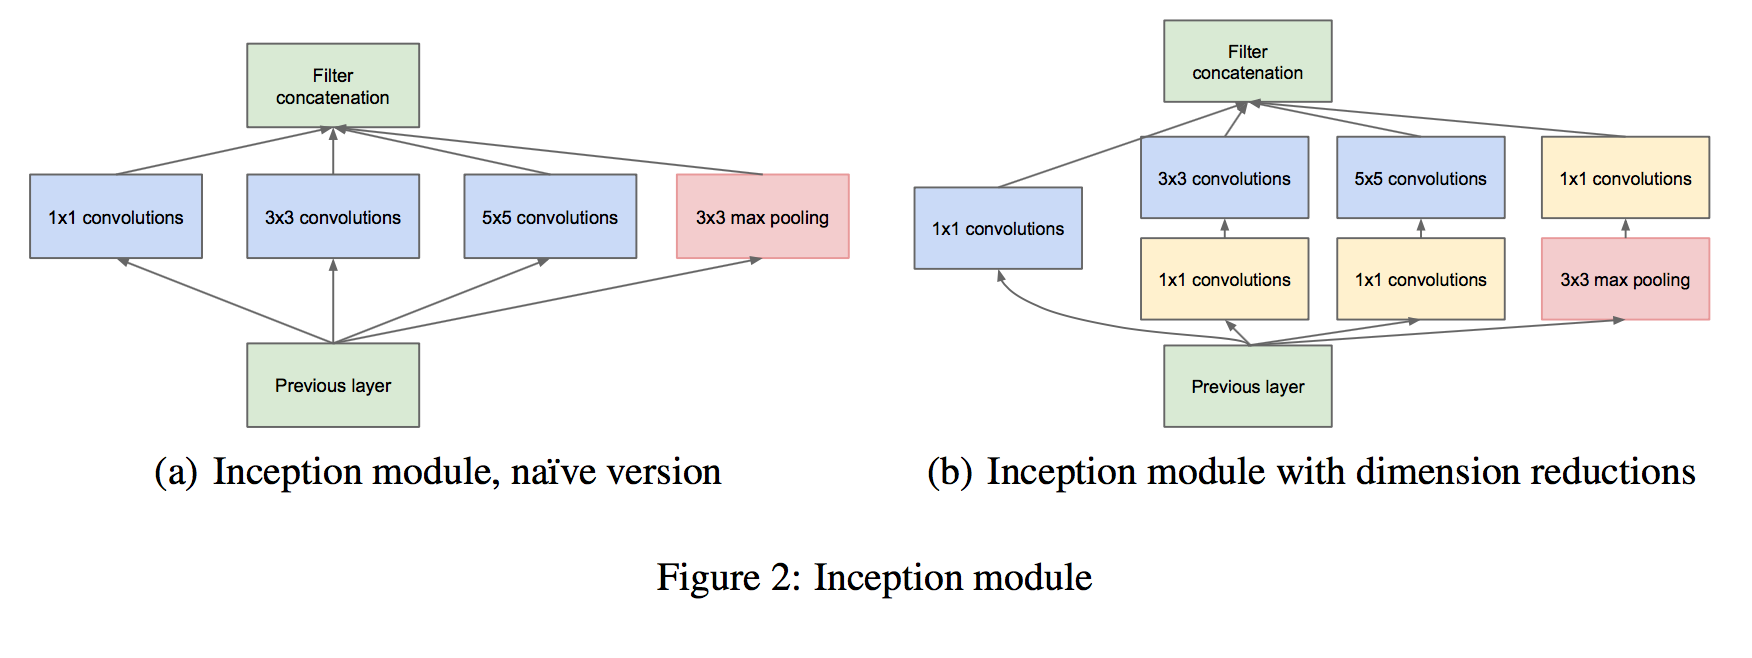 Filter
concatenation
1x1 convolutions
3x3 convolutions
5x5 convolutions
3x3 max pooling
Previous layer
(a) Inception module, naïve version
Filter
concatenation
3x3 convolutions
5x5 convolutions
1x1 convolutions
1x1 convolutions
1x1 convolutions
1x1 convolutions
3x3 max pooling
Previous layer
(b) Inception module with dimension reductions
Figure 2: Inception module